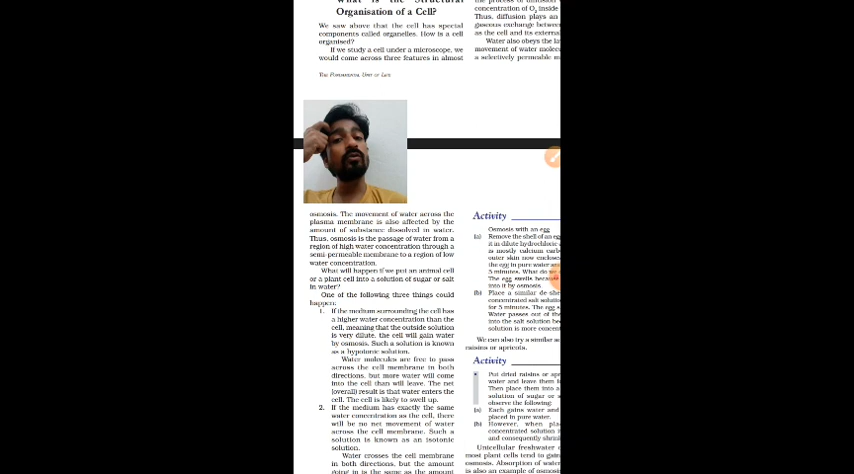 What is the Structural
Organisation of a Cell?
We saw above that the cell has special
components called organelles. How is a cell
organised?
If we study a cell under a microscope, we
would come across three features in almost
The Fundamental Unit of Life
concentration of O₂ inside
Thus, diffusion plays an
gaseous exchange between
as the cell and its external
Water also obeys the
movement of water
a selectively permeable
osmosis. The movement of water across the
plasma membrane is also affected by the
amount of substance dissolved in water.
Thus, osmosis is the passage of water from a
region of high water concentration through a
semi-permeable membrane to a region of low
water concentration.
What will happen if we put an animal cell
or a plant cell into a solution of sugar or salt
in water?
One of the following three things could
happen:
1. If the medium surrounding the cell has
a higher water concentration than the
cell, meaning that the outside solution
is very dilute, the cell will gain water
by osmosis. Such a solution is known
as a hypotonic solution.
Water molecules are free to pass
across the cell membrane in both
directions, but more water will come
into the cell than will leave. The net
(overall) result is that water enters the
cell. The cell is likely to swell up.
2. If the medium has exactly the same
water concentration as the cell, there
will be no net movement of water
across the cell membrane. Such a
solution is known as an isotonic
solution.
Water crosses the cell membrane
in both directions, but the amount
going in is the same as the amount
Activity
Osmosis with an egg
(a) Remove the shell of an egg
it in dilute hydrochloric
is mostly calcium
outer skin now encloses
the egg in pure water
5 minutes. What do
The egg swells because
into it by osmosis.
(b) Place a similar de
concentrated salt
for 5 minutes. The egg
Water passes out of the
into the salt solution
solution is more
We can also try a similar
raisins or apricots.
Activity
• Put dried raisins or
water and leave them
Then place them into a
solution of sugar or
observe the following:
(a) Each gains water and
placed in pure water.
(b) However, when
concentrated solution
and consequently
Unicellular freshwater
most plant cells tend to gain
osmosis. Absorption of water
is also an example of